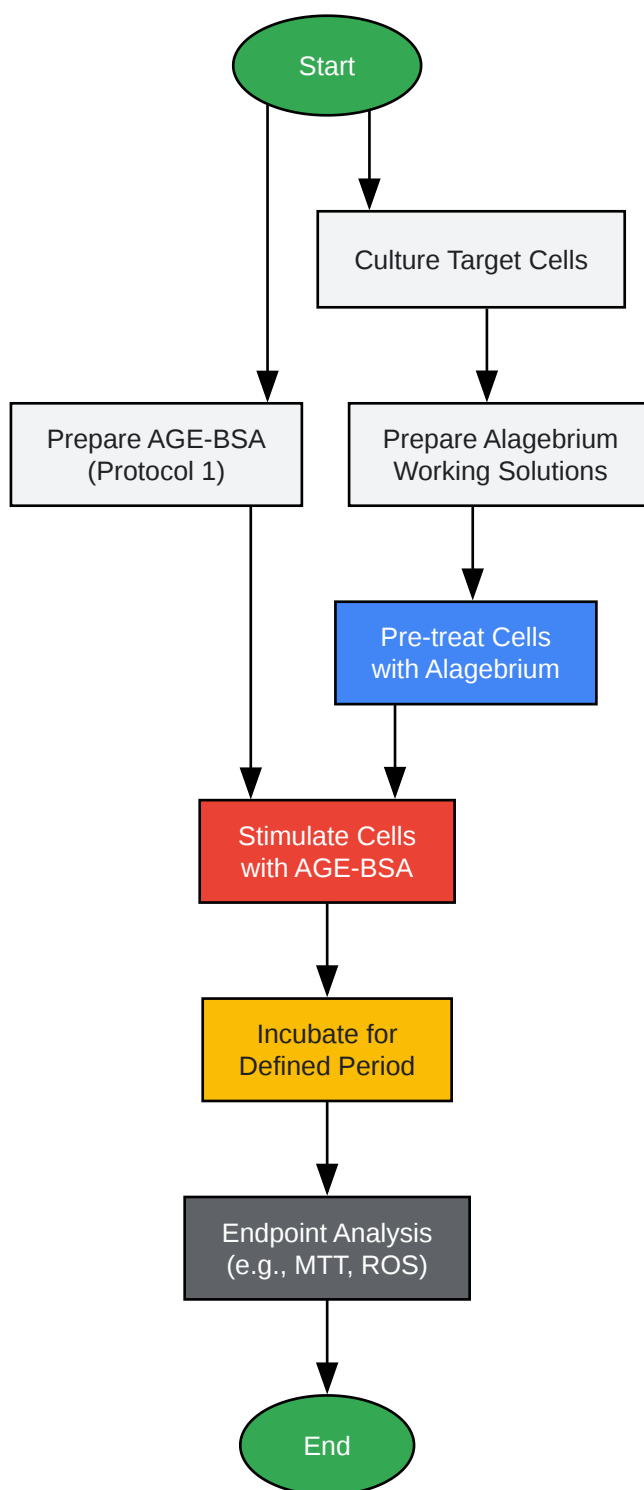 Start
Culture Target Cells
Prepare AGE-BSA
(Protocol 1)
Prepare Alagebrium
Working Solutions
Pre-treat Cells
with Alagebrium
Stimulate Cells
with AGE-BSA
Incubate for
Defined Period
Endpoint Analysis
(e.g., MTT, ROS)
End